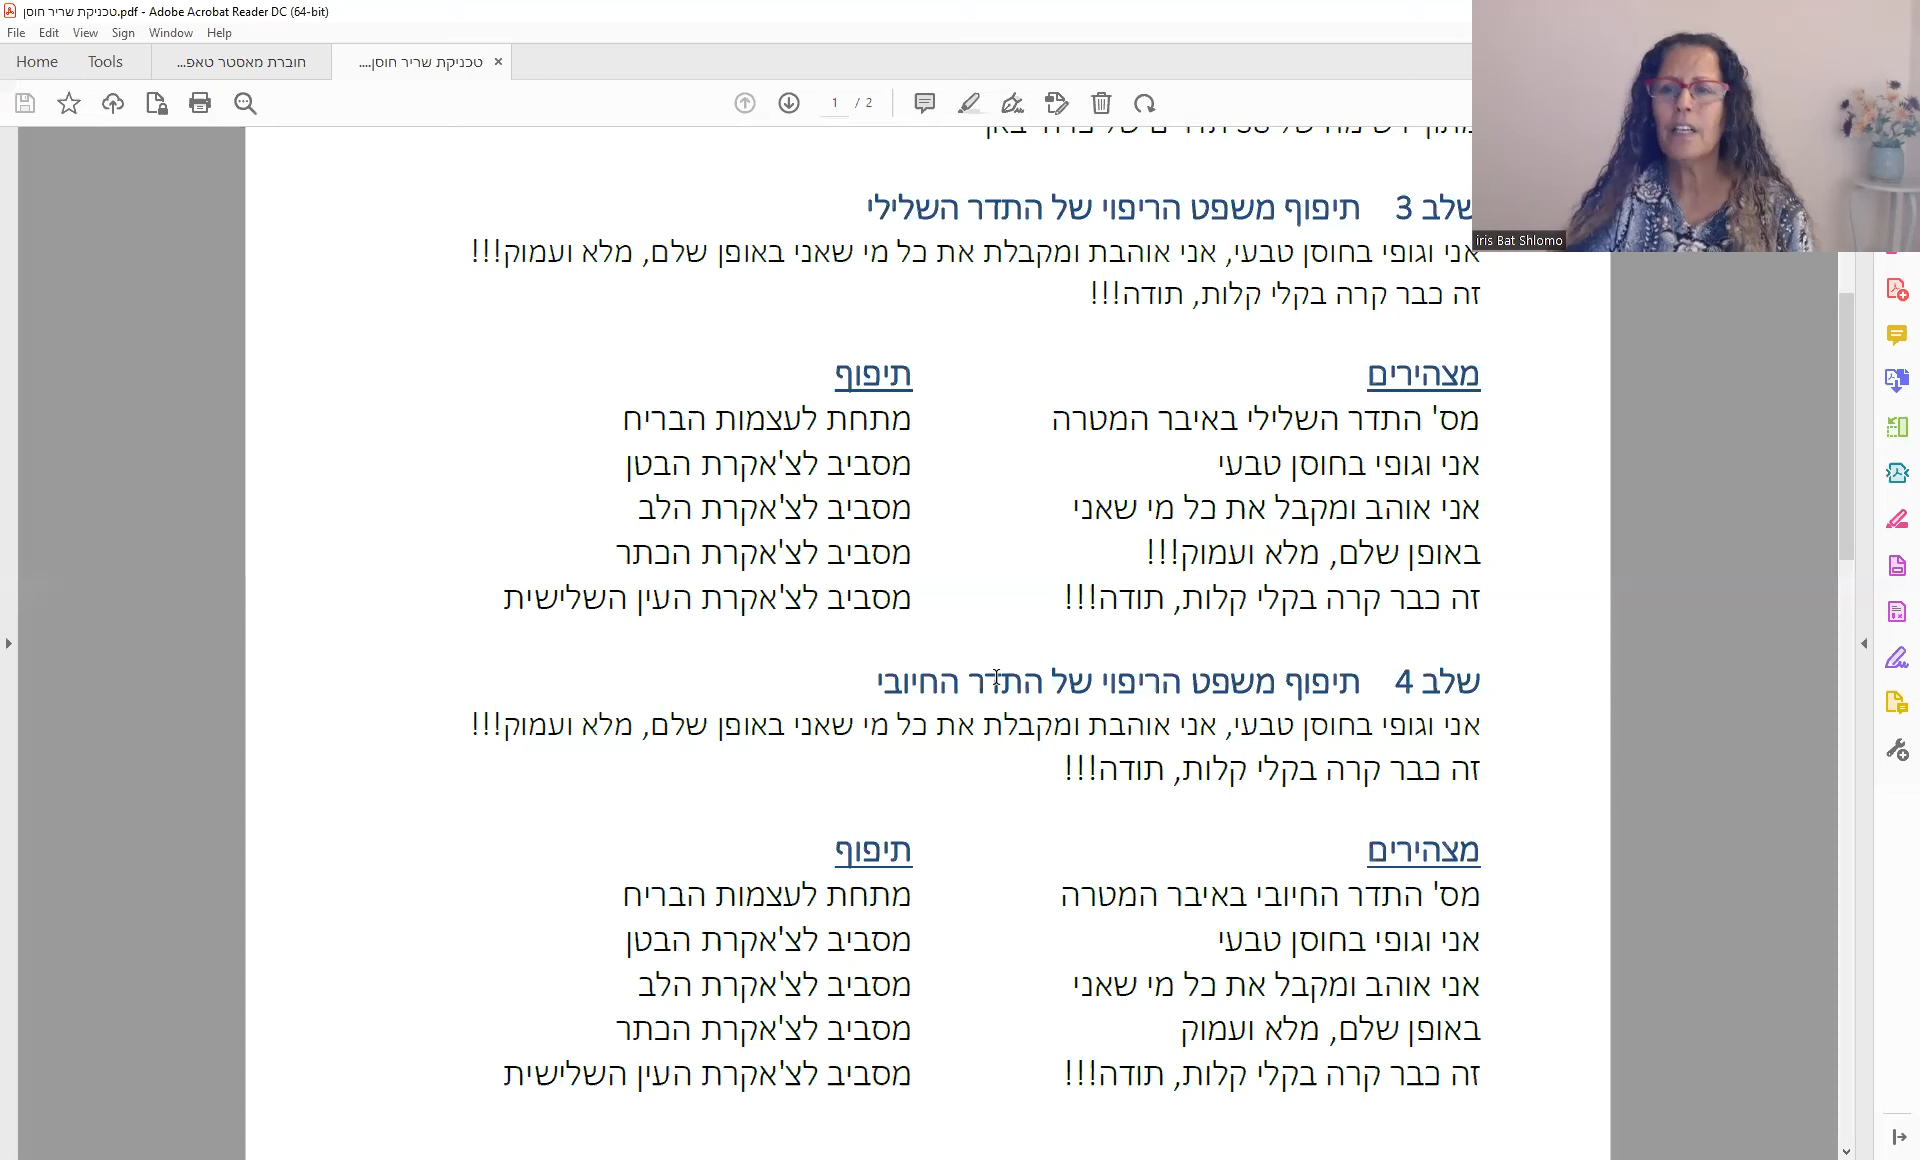 טכניקת שריר חוסן.pdf - Adobe Acrobat Reader DC (64-bit)
File Edit View Sign Window Help
Home Tools חוברת מאסטר טאפ... טכניקת שריר חוסן.... ×
1 / 2
iris Bat Shlomo
שלב 3 תיפוף משפט הריפוי של התדר השלילי
אני וגופי בחוסן טבעי, אני אוהבת ומקבלת את כל מי שאני באופן שלם, מלא ועמוק!!!
זה כבר קרה בקלי קלות, תודה!!!
מצהירים תיפוף
מס' התדר השלילי באיבר המטרה מתחת לעצמות הבריח
אני וגופי בחוסן טבעי מסביב לצ'אקרת הבטן
אני אוהב ומקבל את כל מי שאני מסביב לצ'אקרת הלב
באופן שלם, מלא ועמוק!!! מסביב לצ'אקרת הכתר
זה כבר קרה בקלי קלות, תודה!!! מסביב לצ'אקרת העין השלישית
שלב 4 תיפוף משפט הריפוי של התדר החיובי
אני וגופי בחוסן טבעי, אני אוהבת ומקבלת את כל מי שאני באופן שלם, מלא ועמוק!!!
זה כבר קרה בקלי קלות, תודה!!!
מצהירים תיפוף
מס' התדר החיובי באיבר המטרה מתחת לעצמות הבריח
אני וגופי בחוסן טבעי מסביב לצ'אקרת הבטן
אני אוהב ומקבל את כל מי שאני מסביב לצ'אקרת הלב
באופן שלם, מלא ועמוק מסביב לצ'אקרת הכתר
זה כבר קרה בקלי קלות, תודה!!! מסביב לצ'אקרת העין השלישית